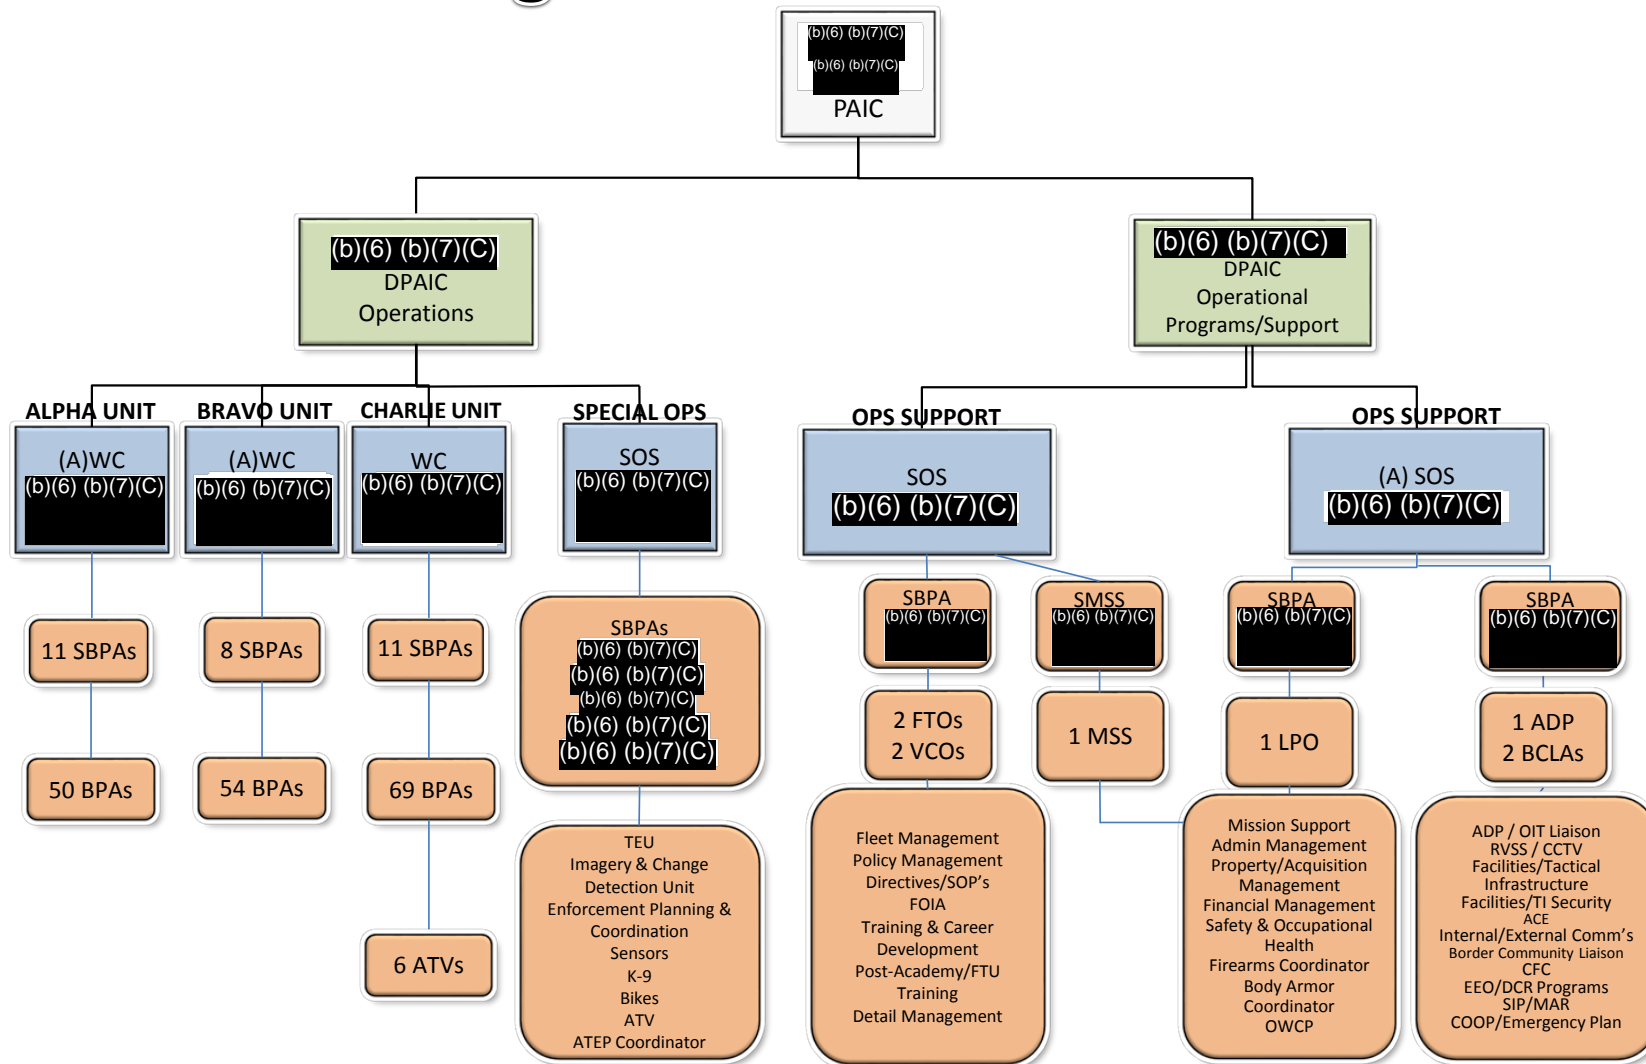 (b)(6) (b)(7)(C)
(b)(6) (b)(7)(C)
PAIC
(b)(6) (b)(7)(C)
DPAIC
Operations
(b)(6) (b)(7)(C)
DPAIC
Operational
Programs/Support
ALPHA UNIT
(A)WC
(b)(6) (b)(7)(C)
11 SBPAs
50 BPAs
BRAVO UNIT
(A)WC
(b)(6) (b)(7)(C)
8 SBPAs
54 BPAs
CHARLIE UNIT
WC
(b)(6) (b)(7)(C)
11 SBPAs
69 BPAs
6 ATVs
SPECIAL OPS
SOS
(b)(6) (b)(7)(C)
SBPAs
(b)(6) (b)(7)(C)
(b)(6) (b)(7)(C)
(b)(6) (b)(7)(C)
(b)(6) (b)(7)(C)
(b)(6) (b)(7)(C)
TEU
Imagery & Change
Detection Unit
Enforcement Planning &
Coordination
Sensors
K-9
Bikes
ATV
ATEP Coordinator
OPS SUPPORT
SOS
(b)(6) (b)(7)(C)
SBPA
(b)(6) (b)(7)(C)
2 FTOs
2 VCOs
Fleet Management
Policy Management
Directives/SOP's
FOIA
Training & Career
Development
Post-Academy/FTU
Training
Detail Management
SMSS
(b)(6) (b)(7)(C)
1 MSS
OPS SUPPORT
(A) SOS
(b)(6) (b)(7)(C)
SBPA
(b)(6) (b)(7)(C)
1 LPO
Mission Support
Admin Management
Property/Acquisition
Management
Financial Management
Safety & Occupational
Health
Firearms Coordinator
Body Armor
Coordinator
OWCP
SBPA
(b)(6) (b)(7)(C)
1 ADP
2 BCLAs
ADP / OIT Liaison
RVSS / CCTV
Facilities/Tactical
Infrastructure
Facilities/TI Security
ACE
Internal/External Comm's
Border Community Liaison
CFC
EEO/DCR Programs
SIP/MAR
COOP/Emergency Plan